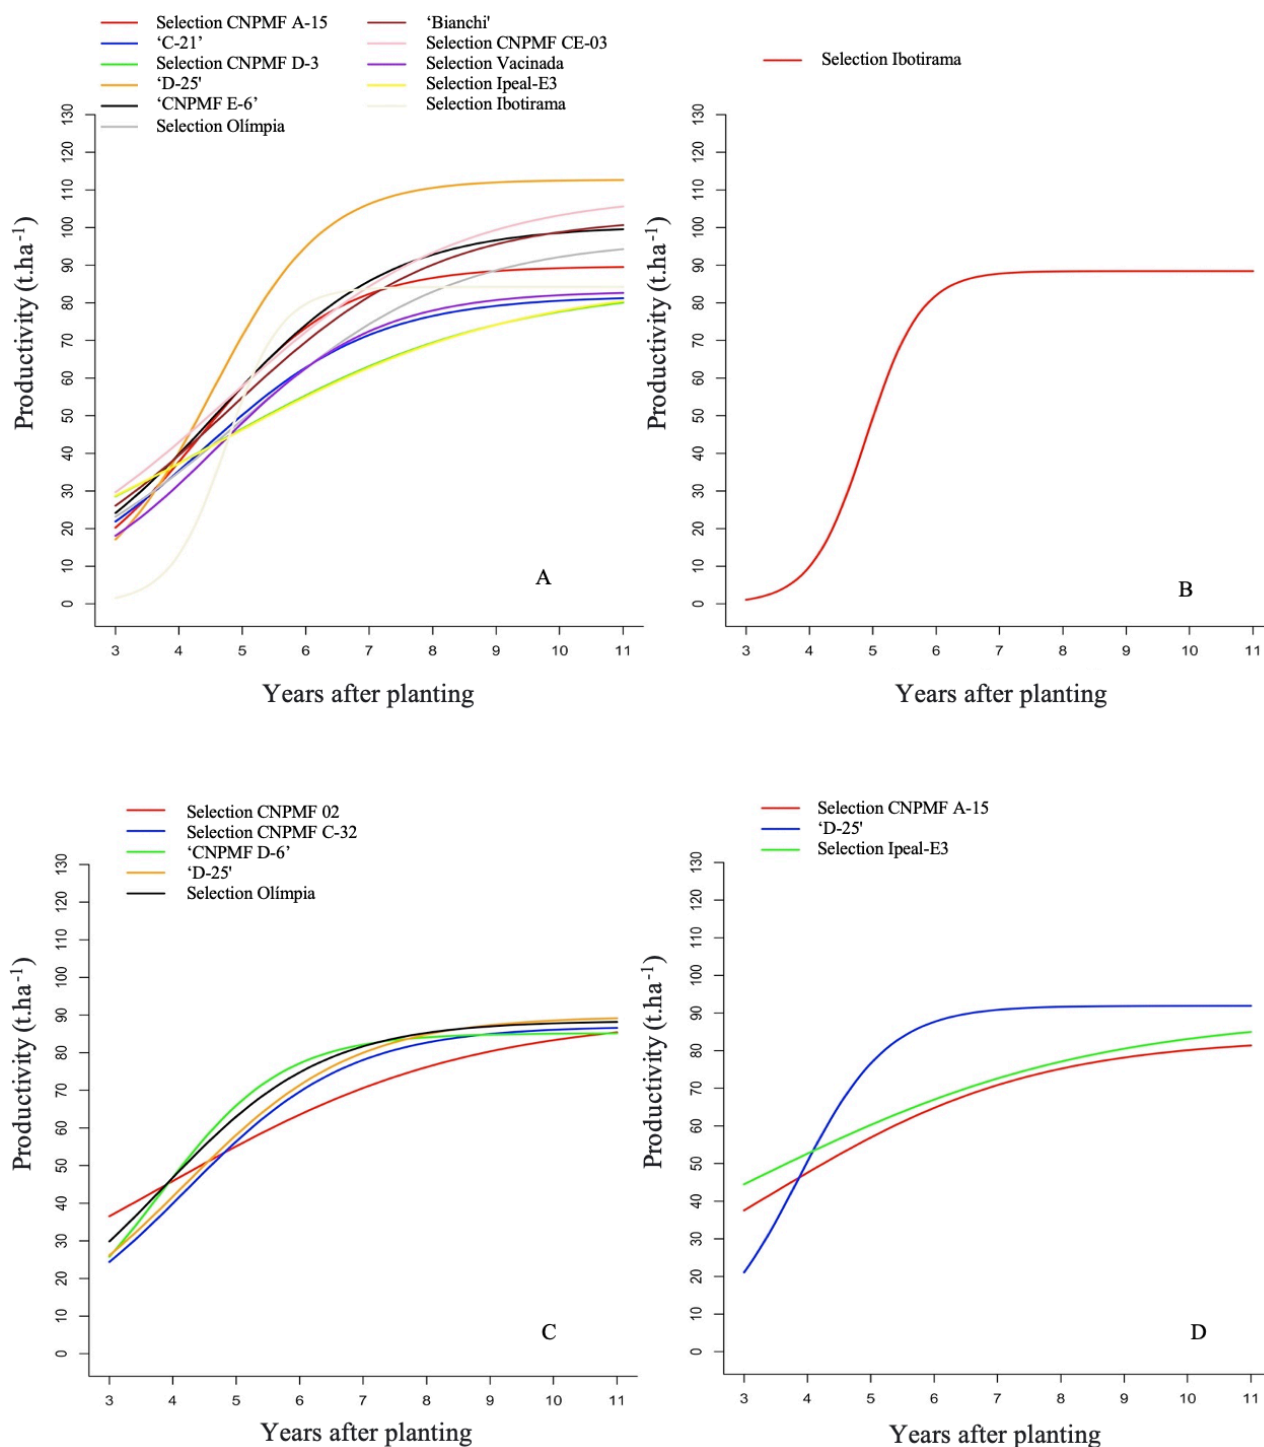 Selection CNPMF A-15
‘C-21’
Selection CNPMF D-3
‘D-25'
‘CNPMF E-6’
Selection Olímpia
‘Bianchi'
Selection CNPMF CE-03
Selection Vacinada
Selection Ipeal-E3
Selection Ibotirama
Productivity (t.ha-1)
130
120
110
100
90
80
70
60
50
40
30
20
10
0
A
3 4 5 6 7 8 9 10 11
Years after planting
Selection Ibotirama
Productivity (t.ha-1)
130
120
110
100
90
80
70
60
50
40
30
20
10
0
B
3 4 5 6 7 8 9 10 11
Years after planting
Selection CNPMF 02
Selection CNPMF C-32
‘CNPMF D-6’
‘D-25'
Selection Olímpia
Productivity (t.ha-1)
130
120
110
100
90
80
70
60
50
40
30
20
10
0
C
3 4 5 6 7 8 9 10 11
Years after planting
Selection CNPMF A-15
‘D-25'
Selection Ipeal-E3
Productivity (t.ha-1)
130
120
110
100
90
80
70
60
50
40
30
20
10
0
D
3 4 5 6 7 8 9 10 11
Years after planting